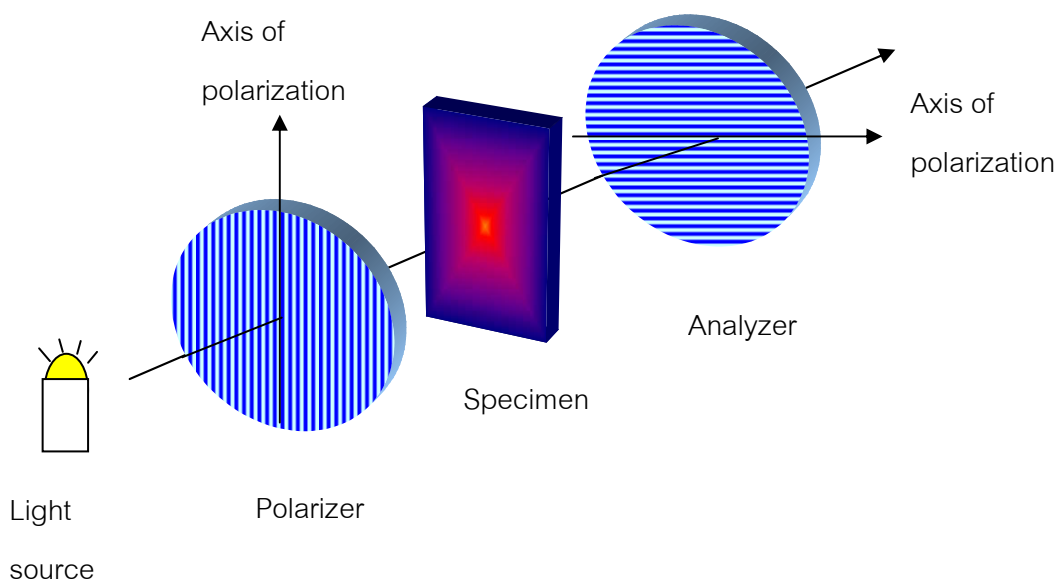 Axis of
polarization
Axis of
polarization
Analyzer
Specimen
Polarizer
Light
source